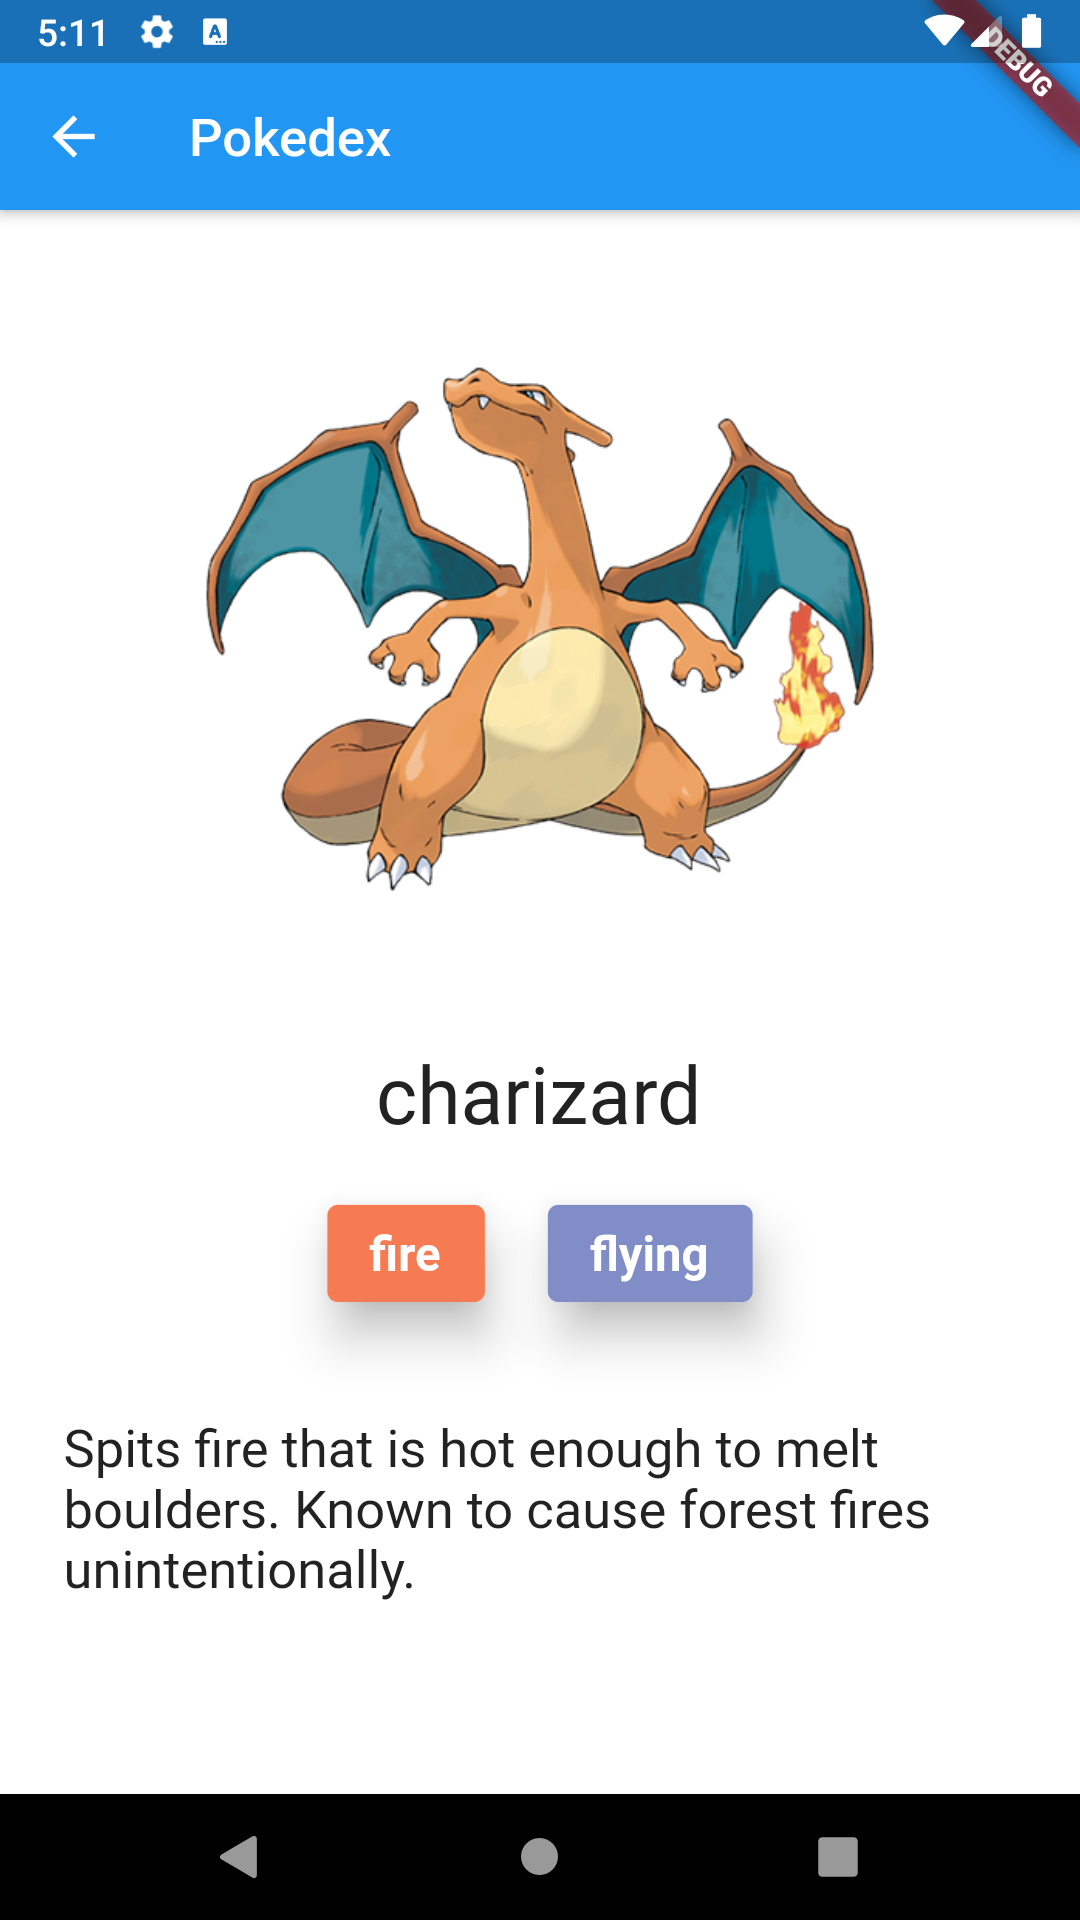 5:11
DEBUG
Pokedex
charizard
fire
flying
Spits fire that is hot enough to melt
boulders. Known to cause forest fires
unintentionally.